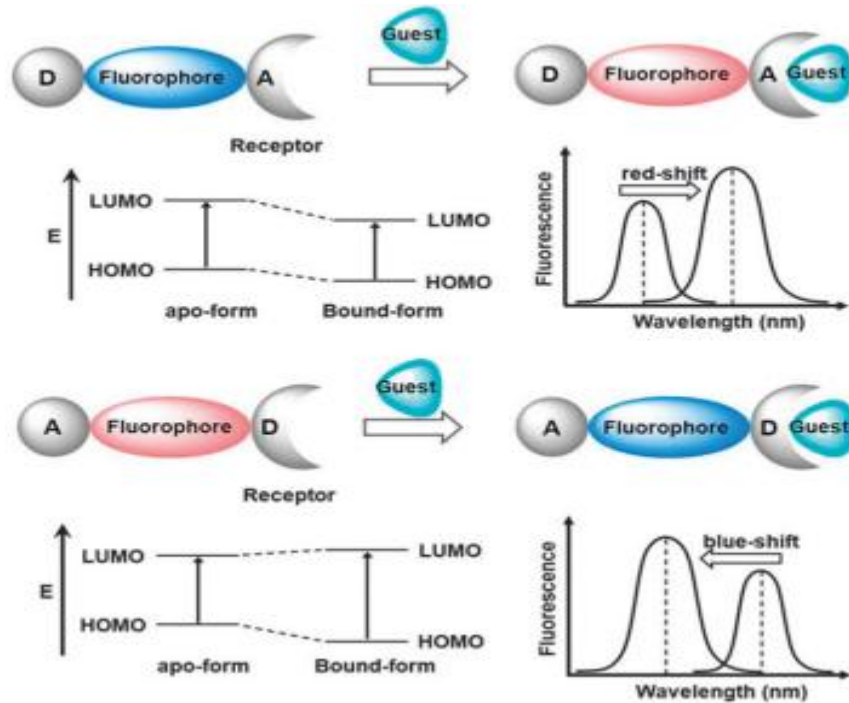 Guest
D Fluorophore A
D Fluorophore A Guest
Receptor
E
LUMO
HOMO
LUMO
HOMO
apo-form Bound-form
Fluorescence
red-shift
Wavelength (nm)
Guest
A Fluorophore D
A Fluorophore D Guest
Receptor
E
LUMO
HOMO
LUMO
HOMO
apo-form Bound-form
Fluorescence
blue-shift
Wavelength (nm)